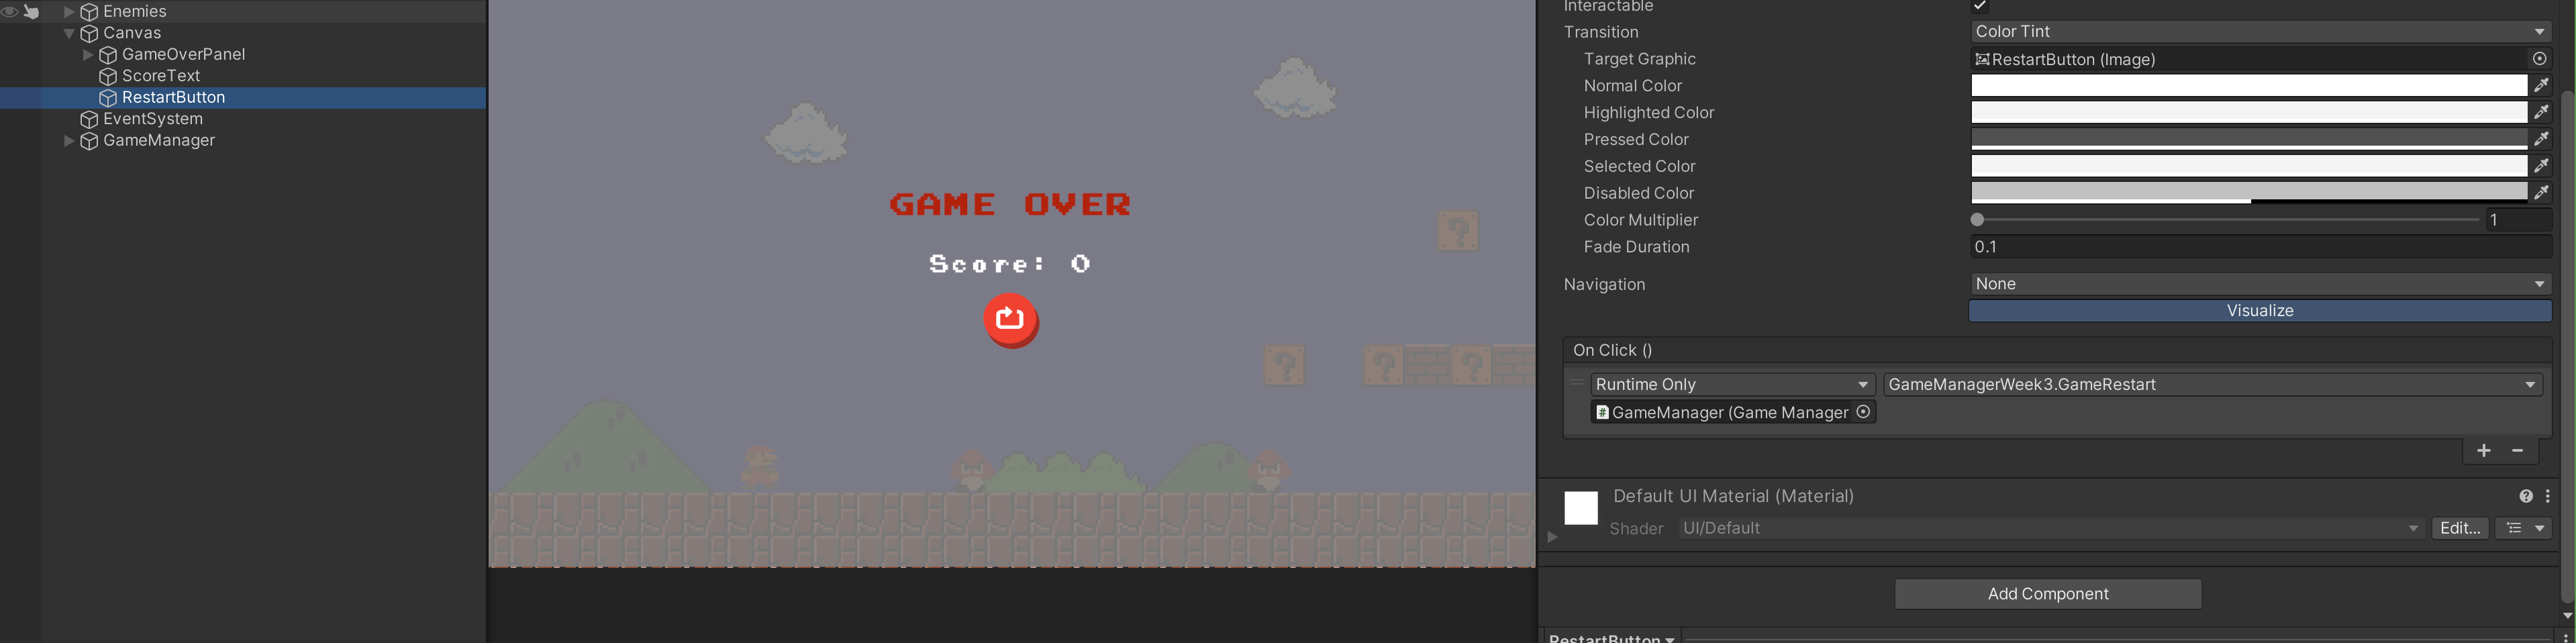 Enemies
Canvas
GameOverPanel
ScoreText
RestartButton
EventSystem
GameManager
GAME OVER
Score: 0
?
? ? ?
Interactable
Transition Color Tint
Target Graphic RestartButton (Image)
Normal Color
Highlighted Color
Pressed Color
Selected Color
Disabled Color
Color Multiplier 1
Fade Duration 0.1
Navigation None
Visualize
On Click ()
Runtime Only GameManagerWeek3.GameRestart
# GameManager (Game Manager
+ −
Default UI Material (Material) ?
Shader UI/Default Edit...
Add Component
RestartButton